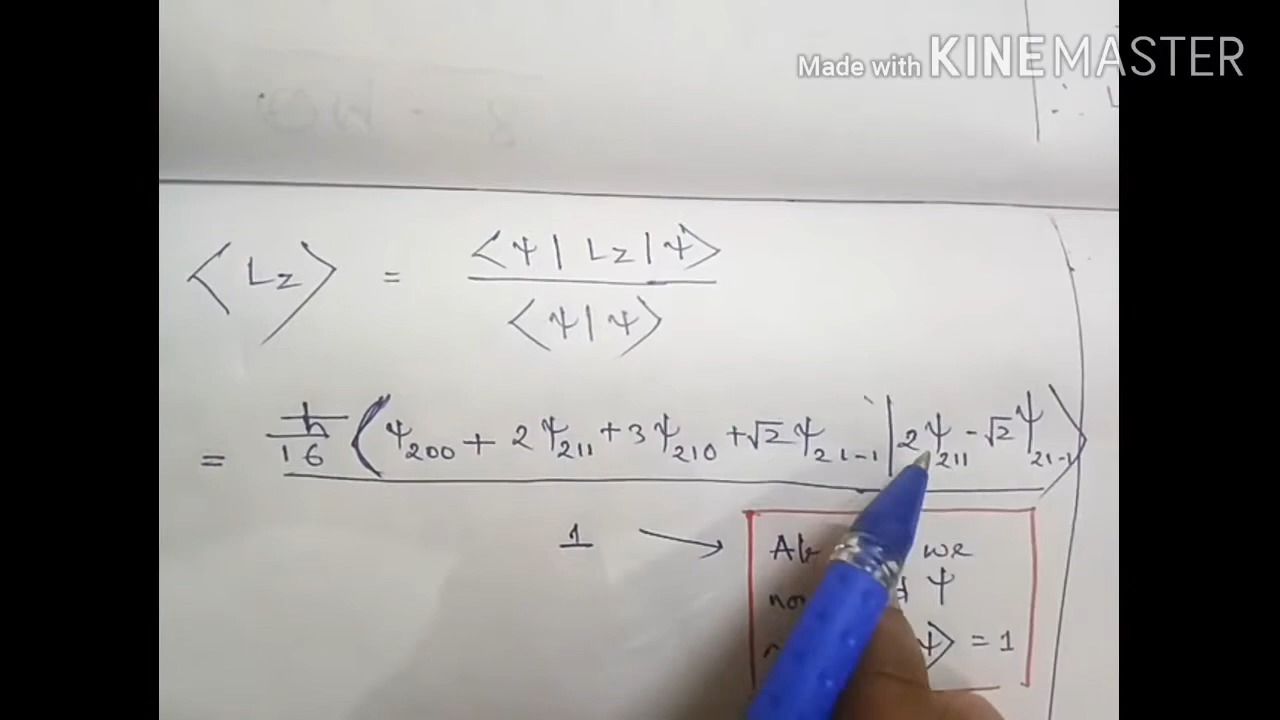 Made with KINEMASTER
⟨Lz⟩ = ⟨ψ|Lz|ψ⟩
⟨ψ|ψ⟩
= ℏ/16 ⟨ψ₂₀₀ + 2ψ₂₁₁ + 3ψ₂₁₀ + √2ψ₂₁₋₁ | 2ψ₂₁₁ - √2ψ₂₁₋₁⟩
1 → we
ψ
ψ⟩ = 1